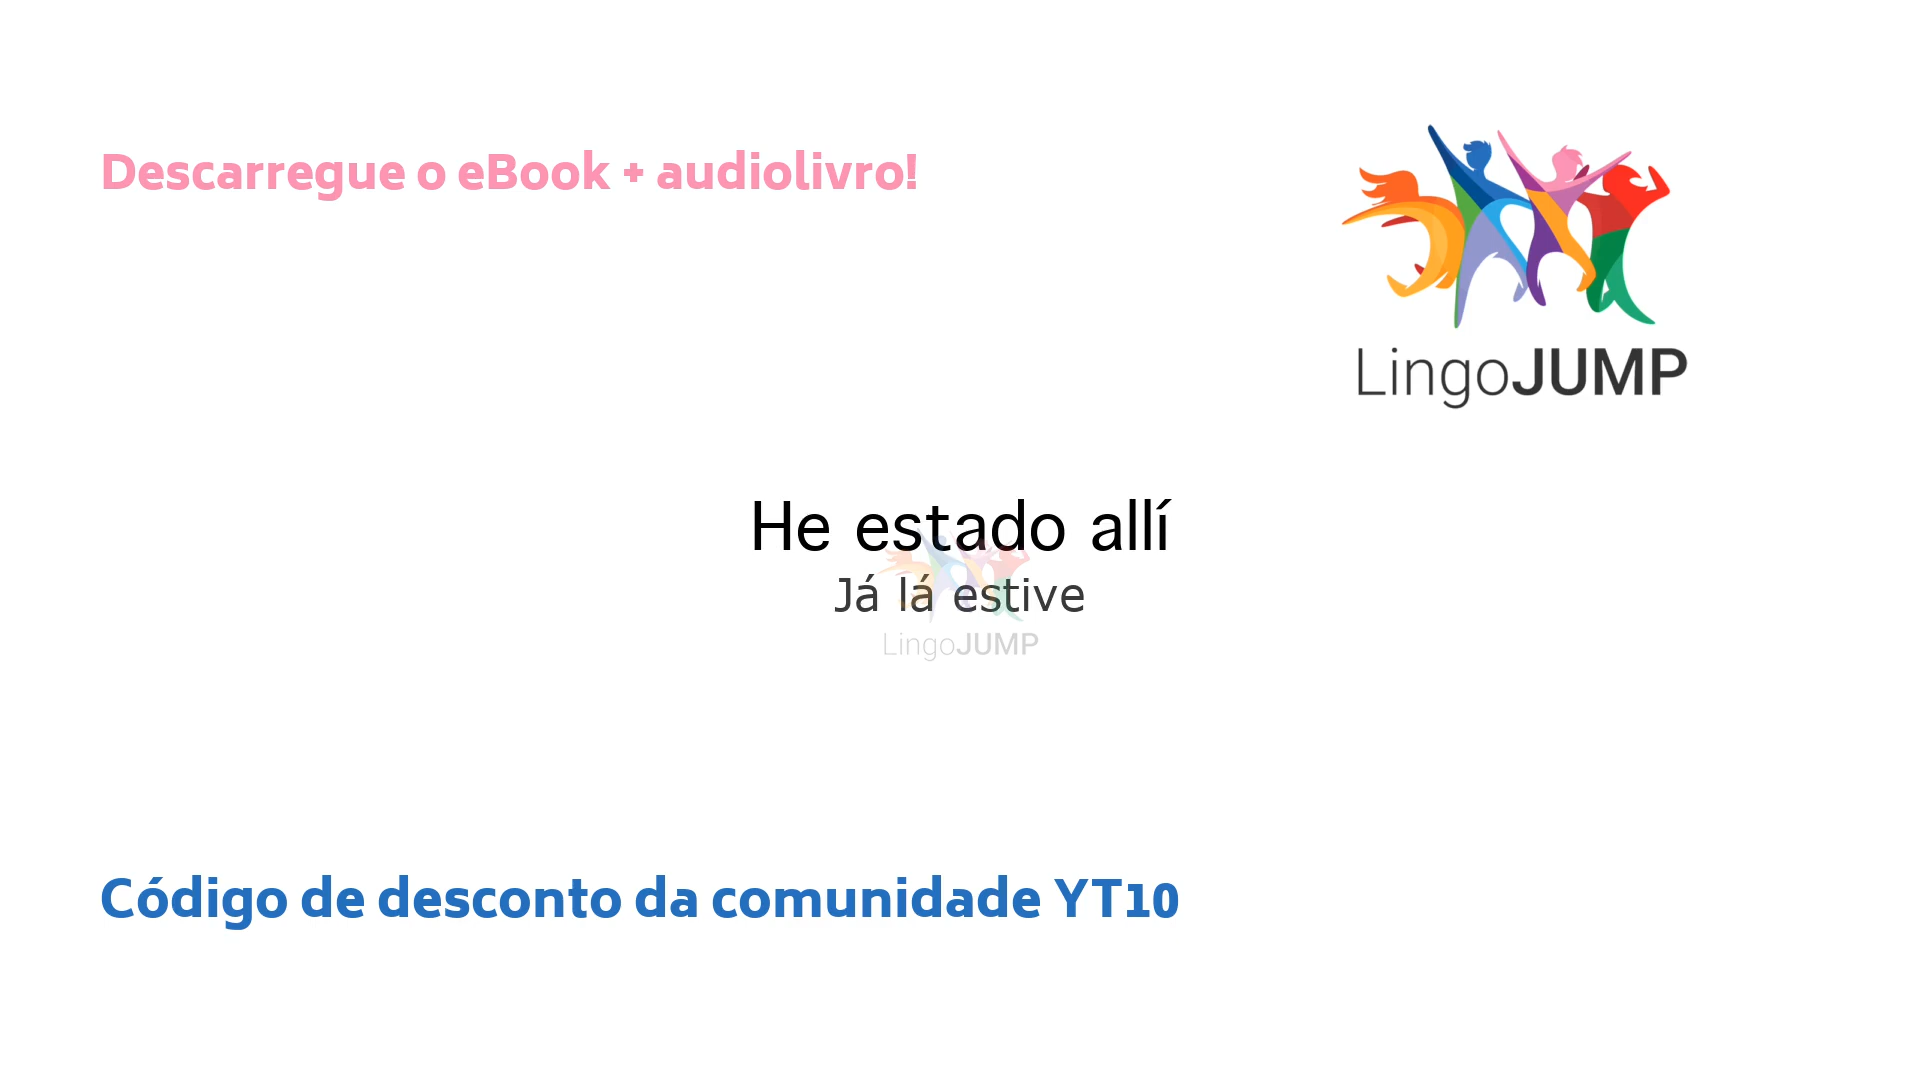 Descarregue o eBook + audiolivro!
LingoJUMP
He estado allí
Já lá estive
LingoJUMP
Código de desconto da comunidade YT10